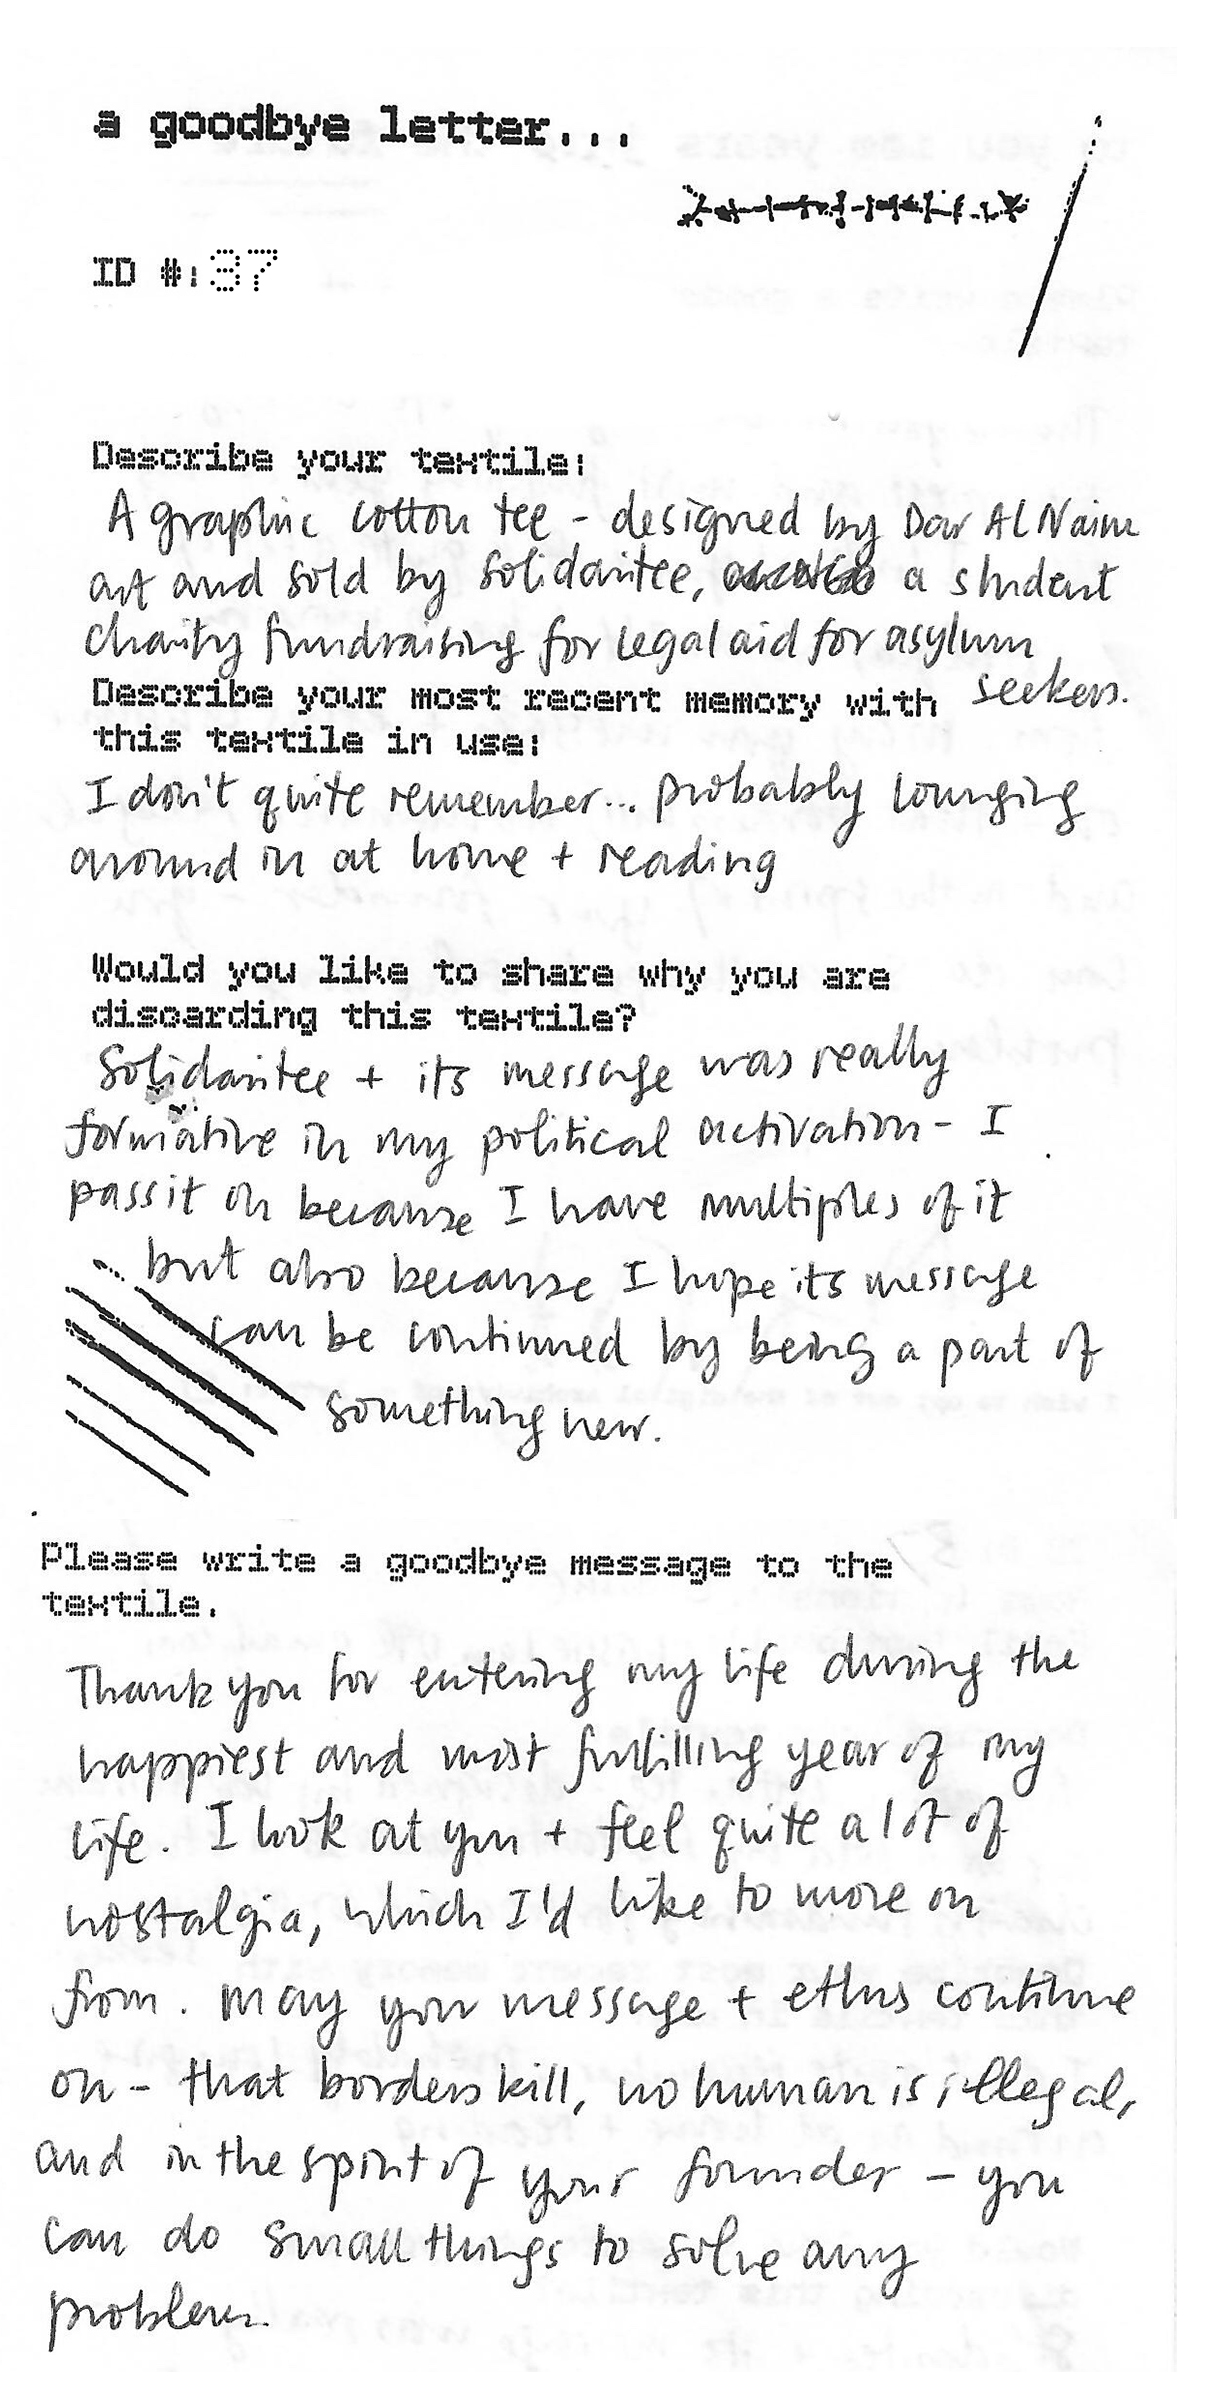 a goodbye letter...
ID #: 37
Describe your textile:
A graphic cotton tee - designed by Dar Al Naim
art and sold by Solidaritee, a student
charity fundraising for legal aid for asylum
seekers.
Describe your most recent memory with
this textile in use:
I don't quite remember... probably lounging
around in at home + reading
Would you like to share why you are
discarding this textile?
Solidaritee + its message was really
formative in my political activation - I
pass it on because I have multiples of it
but also because I hope its message
can be continued by being a part of
something new.
Please write a goodbye message to the
textile.
Thank you for entering my life during the
happiest and most fulfilling year of my
life. I look at you + feel quite a lot of
nostalgia, which I'd like to move on
from. May your message + ethos continue
on - that borders kill, no human is illegal,
and in the spirit of your founder - you
can do small things to solve any
problem.